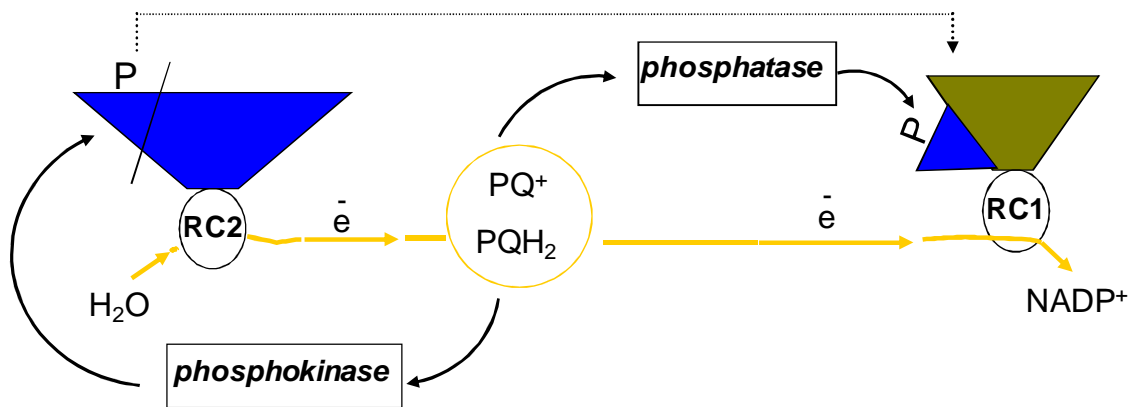 P
phosphatase
P
RC2
e-
PQ⁺
PQH₂
e-
RC1
H₂O
NADP⁺
phosphokinase